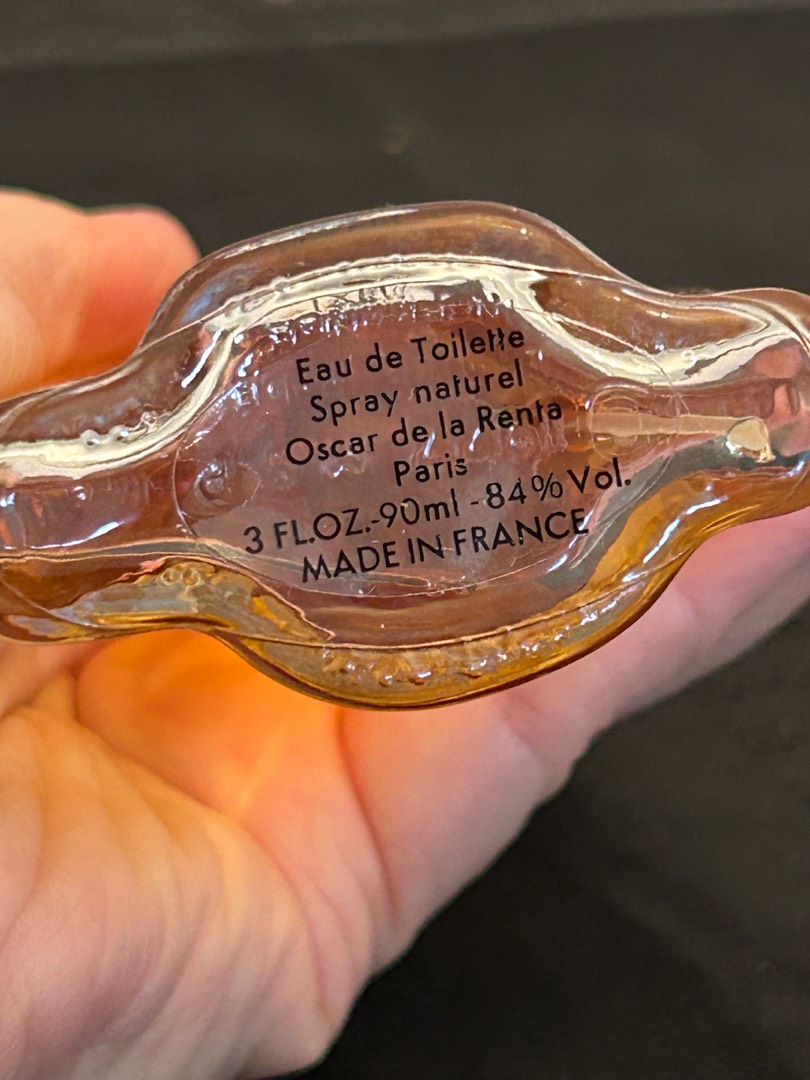 Eau de Toilette
Spray naturel
Oscar de la Renta
Paris
3 FL.OZ.-90ml -84% Vol.
MADE IN FRANCE